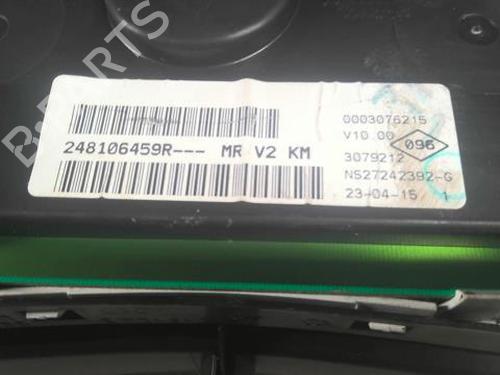 B-PARTS
248106459R--- MR V2 KM
0003076215
V10.00
096
3079212
NS27242392-G
23-04-15 1